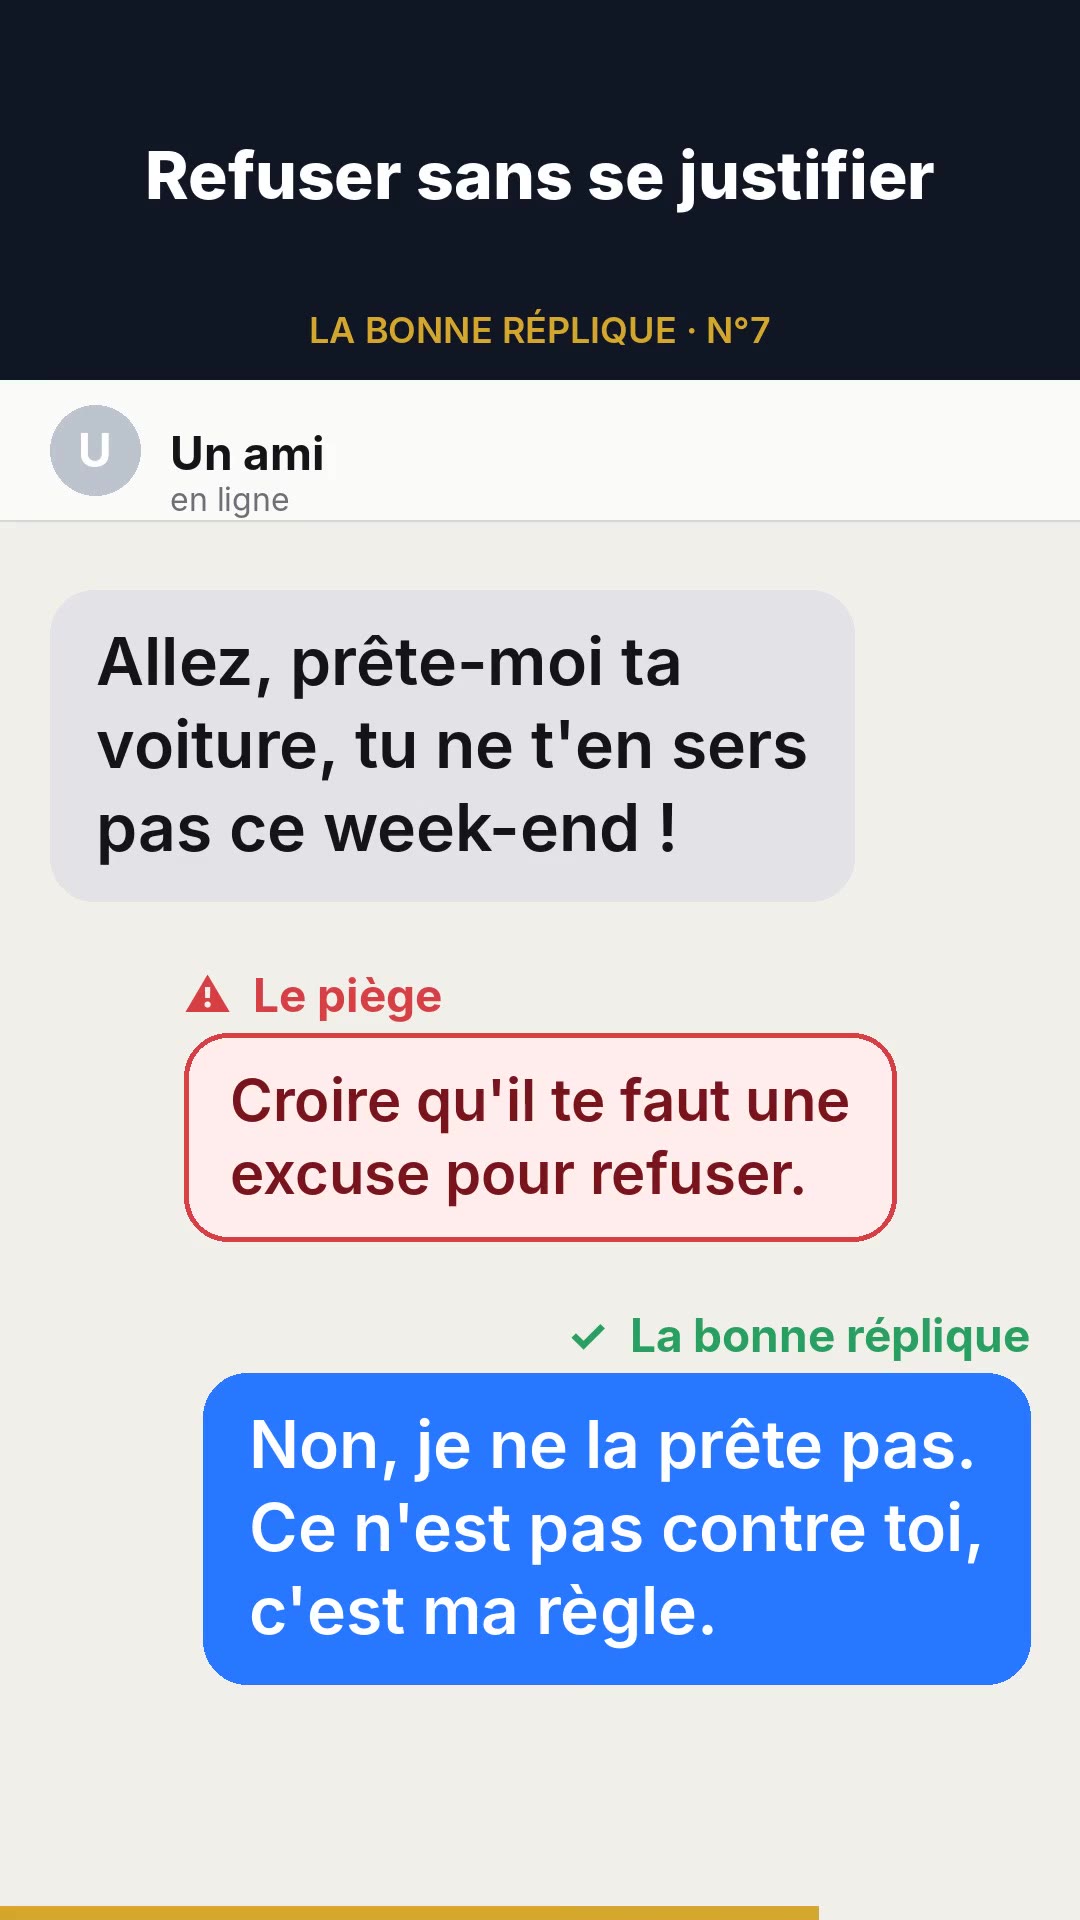 Refuser sans se justifier
LA BONNE RÉPLIQUE · N°7
U
Un ami
en ligne
Allez, prête-moi ta
voiture, tu ne t'en sers
pas ce week-end !
⚠ Le piège
Croire qu'il te faut une
excuse pour refuser.
✓ La bonne réplique
Non, je ne la prête pas.
Ce n'est pas contre toi,
c'est ma règle.